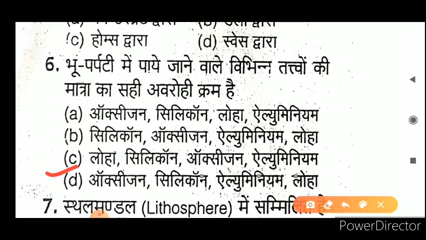 (c) होम्स द्वारा (d) स्वेस द्वारा
6. भू-पर्पटी में पाये जाने वाले विभिन्न तत्त्वों की
मात्रा का सही अवरोही क्रम है
(a) ऑक्सीजन, सिलिकॉन, लोहा, ऐल्युमिनियम
(b) सिलिकॉन, ऑक्सीजन, ऐल्युमिनियम, लोहा
(c) लोहा, सिलिकॉन, ऑक्सीजन, ऐल्युमिनियम
(d) ऑक्सीजन, सिलिकॉन, ऐल्युमिनियम, लोहा
7. स्थलमण्डल (Lithosphere) में सम्मिलित है
PowerDirector